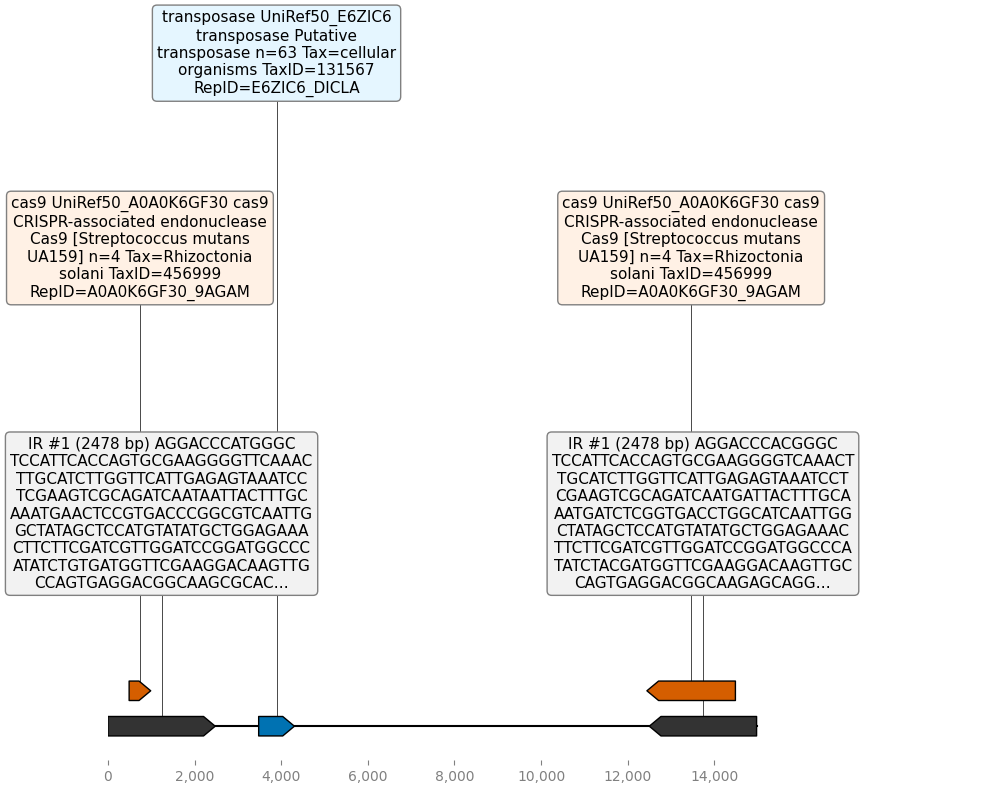 transposase UniRef50_E6ZIC6
transposase Putative
transposase n=63 Tax=cellular
organisms TaxID=131567
RepID=E6ZIC6_DICLA
cas9 UniRef50_A0A0K6GF30 cas9
CRISPR-associated endonuclease
Cas9 [Streptococcus mutans
UA159] n=4 Tax=Rhizoctonia
solani TaxID=456999
RepID=A0A0K6GF30_9AGAM
cas9 UniRef50_A0A0K6GF30 cas9
CRISPR-associated endonuclease
Cas9 [Streptococcus mutans
UA159] n=4 Tax=Rhizoctonia
solani TaxID=456999
RepID=A0A0K6GF30_9AGAM
IR #1 (2478 bp) AGGACCCATGGGC
TCCATTCACCAGTGCGAAGGGGTTCAAAC
TTGCATCTTGGTTCATTGAGAGTAAATCC
TCGAAGTCGCAGATCAATAATTACTTTGC
AAATGAACTCCGTGACCCGGCGTCAATTG
GCTATAGCTCCATGTATATGCTGGAGAAA
CTTCTTCGATCGTTGGATCCGGATGGCCC
ATATCTGTGATGGTTCGAAGGACAAGTTG
CCAGTGAGGACGGCAAGCGCAC...
IR #1 (2478 bp) AGGACCCACGGGC
TCCATTCACCAGTGCGAAGGGGTCAAACT
TGCATCTTGGTTCATTGAGAGTAAATCCT
CGAAGTCGCAGATCAATGATTACTTTGCA
AATGATCTCGGTGACCTGGCATCAATTGG
CTATAGCTCCATGTATATGCTGGAGAAAC
TTCTTCGATCGTTGGATCCGGATGGCCCA
TATCTACGATGGTTCGAAGGACAAGTTGC
CAGTGAGGACGGCAAGAGCAGG...
0 2,000 4,000 6,000 8,000 10,000 12,000 14,000